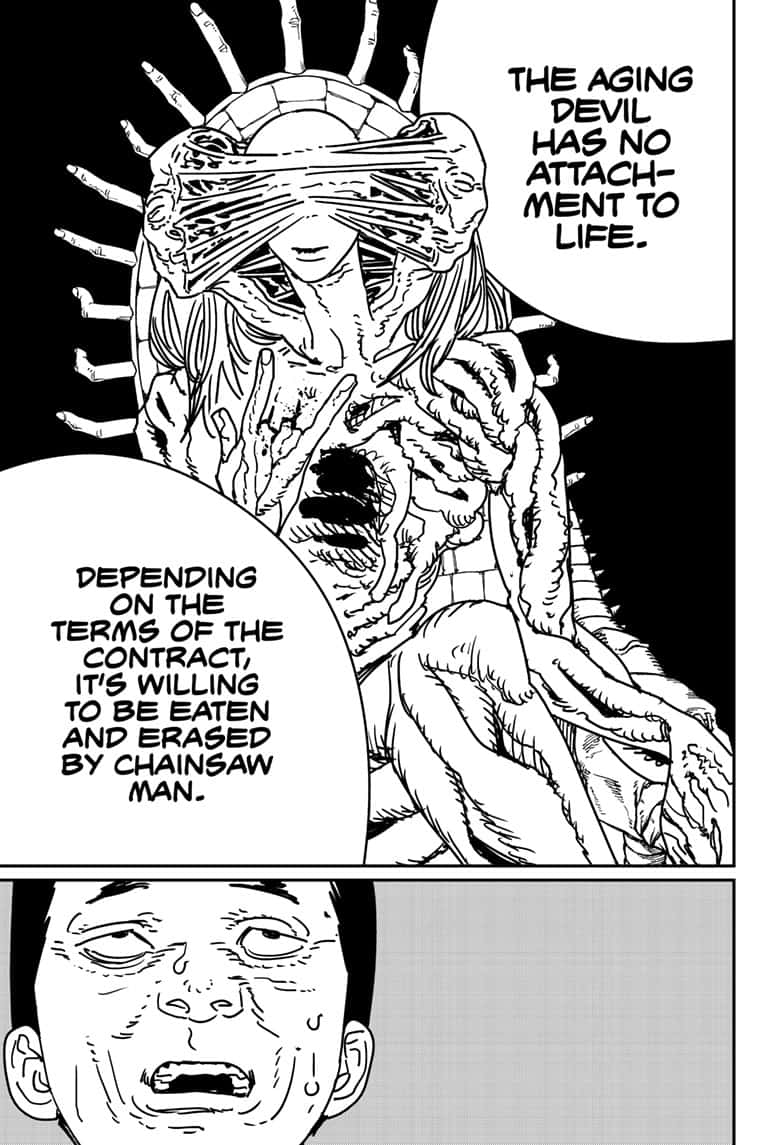 THE AGING
DEVIL
HAS NO
ATTACH-
MENT TO
LIFE.
DEPENDING
ON THE
TERMS OF THE
CONTRACT,
IT'S WILLING
TO BE EATEN
AND ERASED
BY CHAINSAW
MAN.